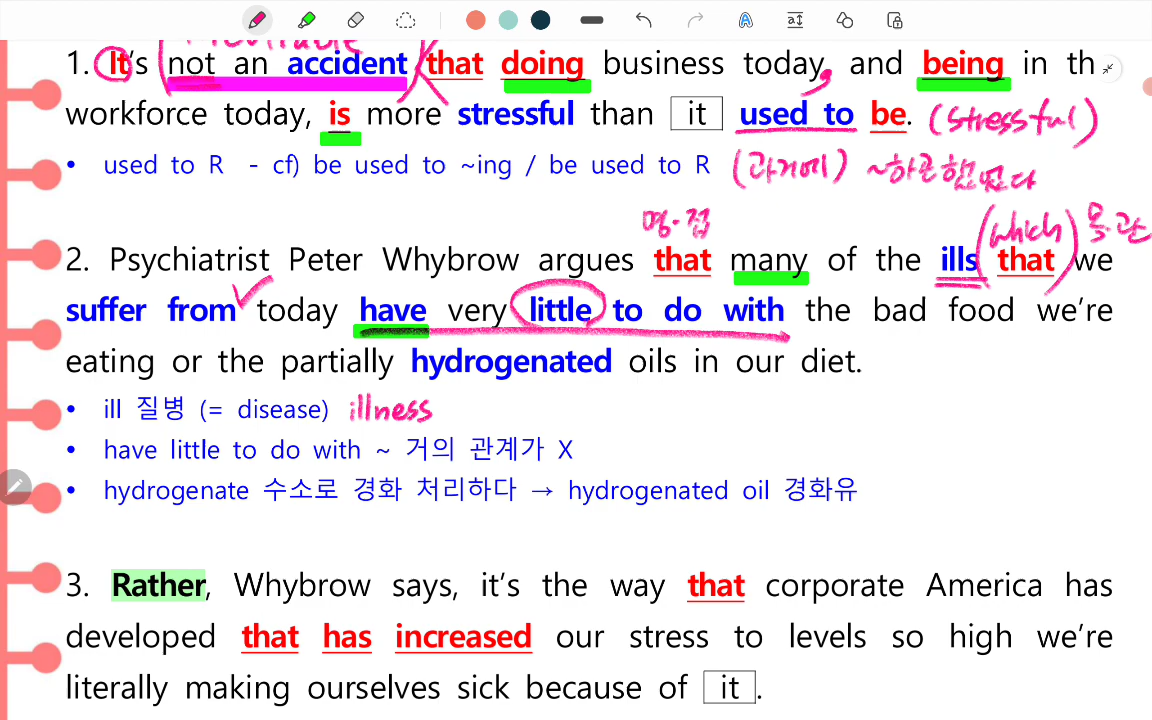 1. It's not an accident that doing business today, and being in th
workforce today, is more stressful than it used to be. (stressful)
• used to R - cf) be used to ~ing / be used to R (과거에) ~하곤했었다
명.접 (which) 목.관
2. Psychiatrist Peter Whybrow argues that many of the ills that we
suffer from today have very little to do with the bad food we're
eating or the partially hydrogenated oils in our diet.
• ill 질병 (= disease) illness
• have little to do with ~ 거의 관계가 X
• hydrogenate 수소로 경화 처리하다 → hydrogenated oil 경화유
3. Rather, Whybrow says, it's the way that corporate America has
developed that has increased our stress to levels so high we're
literally making ourselves sick because of it.